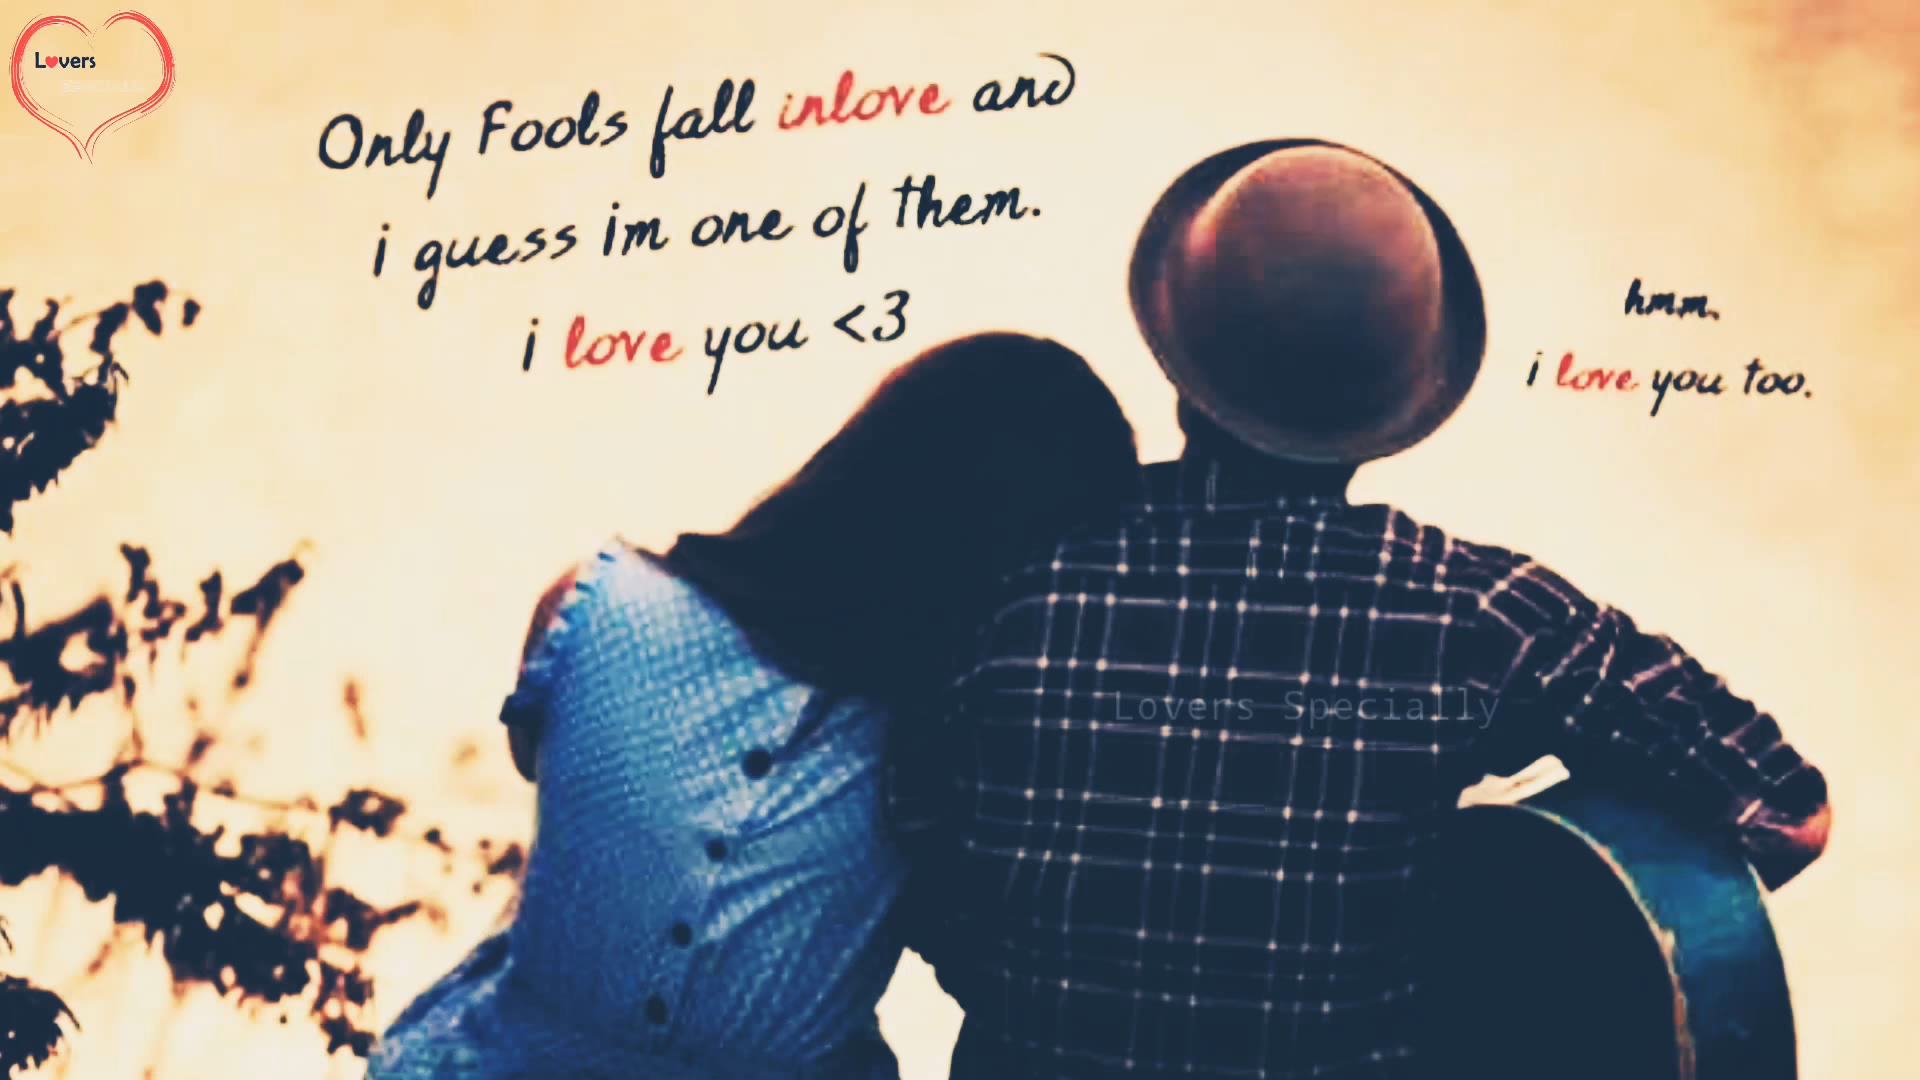 Lovers
Only Fools fall inlove and
i guess im one of them.
i love you <3
hmm.
i love you too.
Lovers Specially